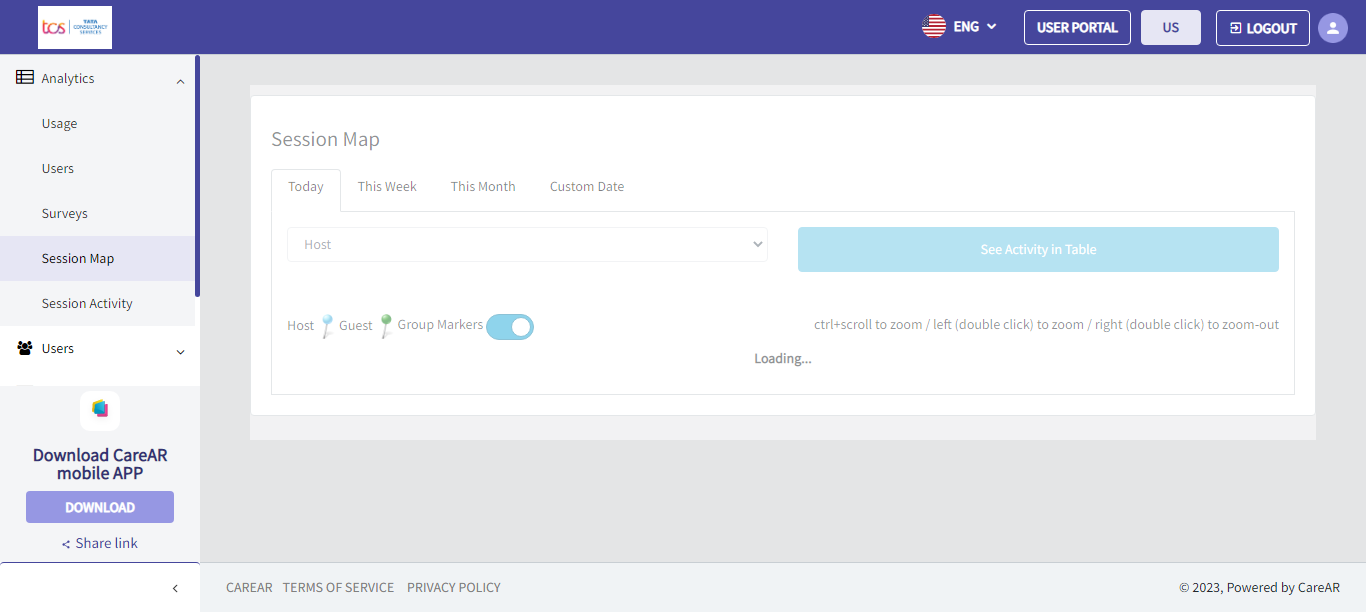 tcs TATA
CONSULTANCY
SERVICES
ENG
USER PORTAL
US
LOGOUT
Analytics
Usage
Users
Surveys
Session Map
Session Activity
Users
Download CareAR
mobile APP
DOWNLOAD
Share link
Session Map
Today This Week This Month Custom Date
Host
See Activity in Table
Host Guest Group Markers
ctrl+scroll to zoom / left (double click) to zoom / right (double click) to zoom-out
Loading...
CAREAR TERMS OF SERVICE PRIVACY POLICY
© 2023, Powered by CareAR